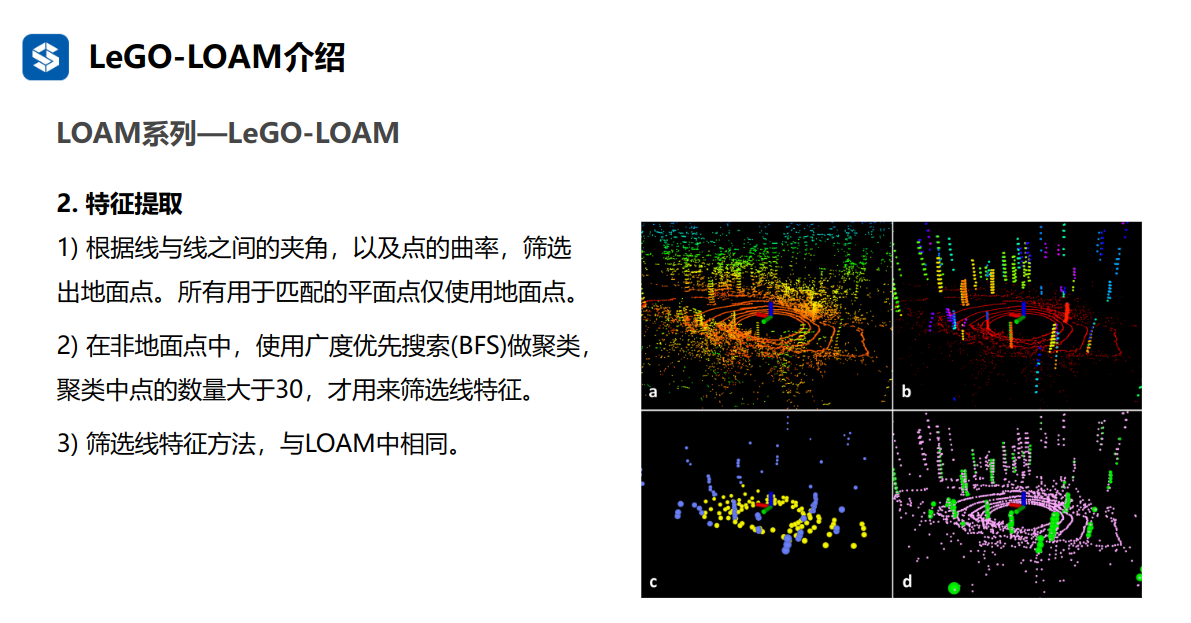 LeGO-LOAM介绍
LOAM系列—LeGO-LOAM
2. 特征提取
1) 根据线与线之间的夹角，以及点的曲率，筛选
出地面点。所有用于匹配的平面点仅使用地面点。
2) 在非地面点中，使用广度优先搜索(BFS)做聚类，
聚类中点的数量大于30，才用来筛选线特征。
3) 筛选线特征方法，与LOAM中相同。
a
b
c
d